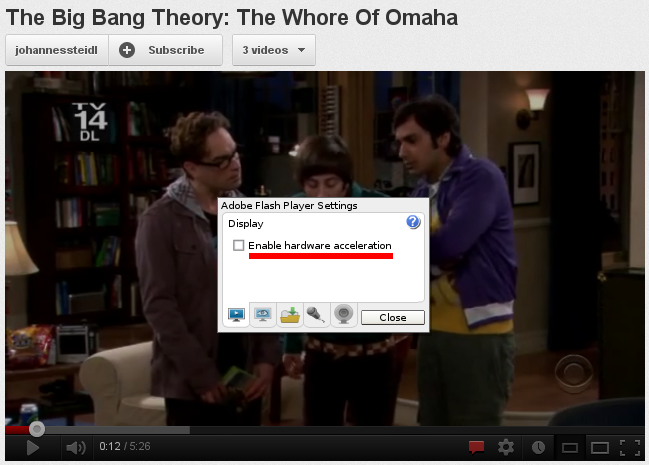 The Big Bang Theory: The Whore Of Omaha
johannessteidl
Subscribe
3 videos
TV
14
DL
Adobe Flash Player Settings
Display
?
Enable hardware acceleration
Close
0:12 / 5:26